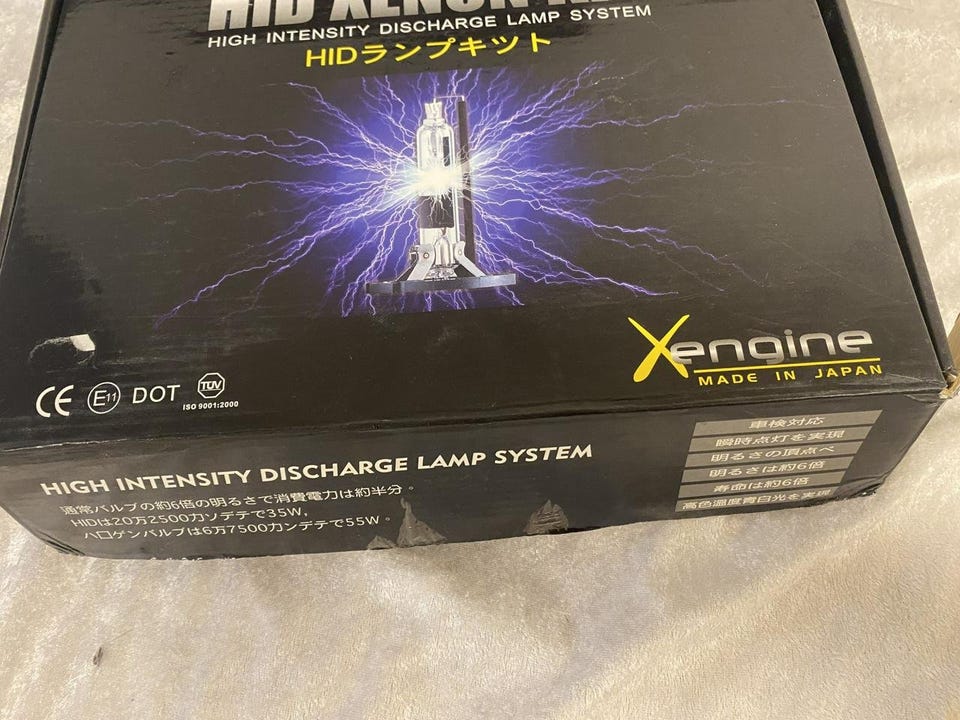 HID XENON
HIGH INTENSITY DISCHARGE LAMP SYSTEM
HIDランプキツト
Xengine
MADE IN JAPAN
CE E11 DOT TÜV
ISO 9001:2000
HIGH INTENSITY DISCHARGE LAMP SYSTEM
通常バルブの約6倍の明るさで消費電力は約半分。
HIDは20万2500カソデテで35W,
ハロゲンバルブは6万7500カンデテで55W。
車検対応
瞬時点灯を実現
明るさの頂点へ
明るさは約6倍
寿命は約6倍
高色温度青白光を実現